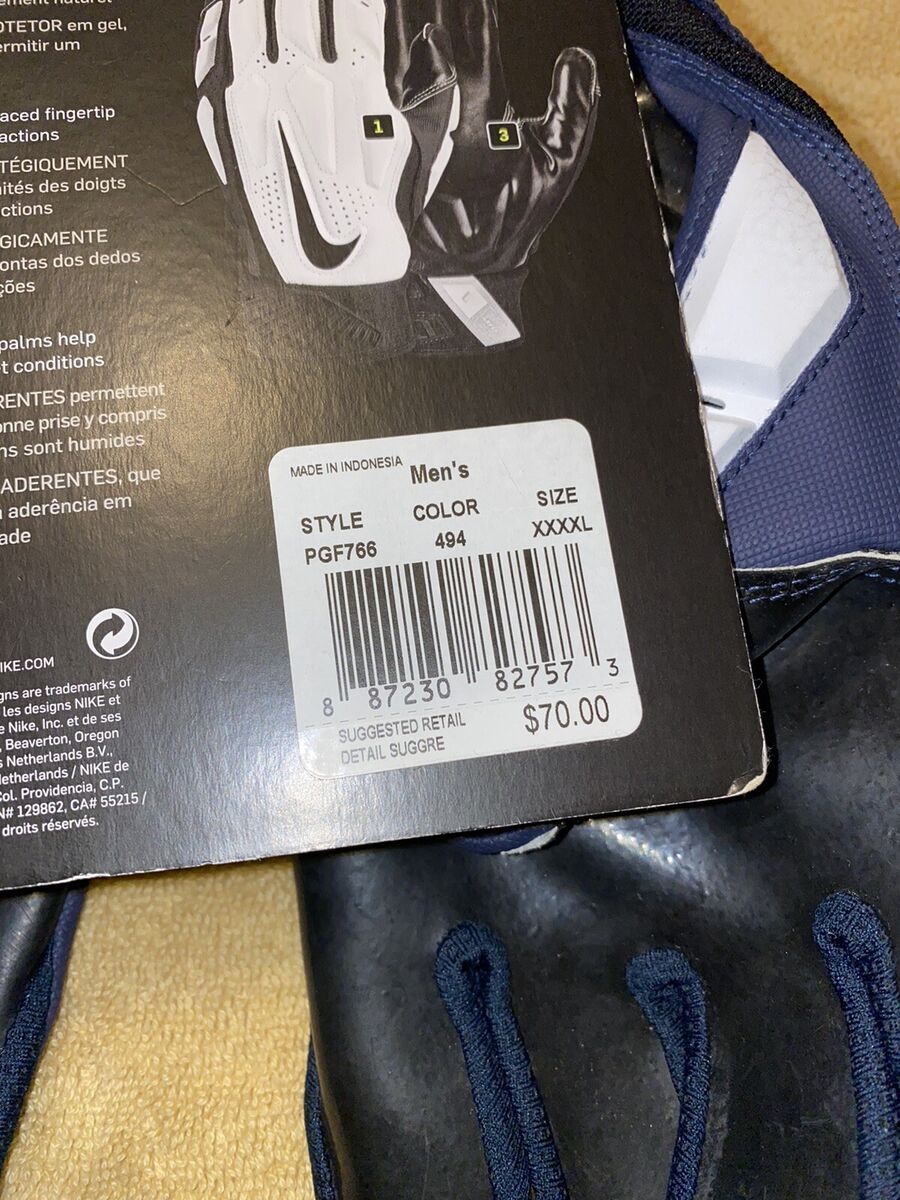 OTETOR em gel,
ermitir um
aced fingertip
actions
TÉGIQUEMENT
ités des doigts
ctions
GICAMENTE
ontas dos dedos
ções
palms help
t conditions
RENTES permettent
onne prise y compris
ns sont humides
ADERENTES, que
a aderência em
ade
1
3
L
MADE IN INDONESIA Men's
STYLE COLOR SIZE
PGF766 494 XXXXL
8 87230 82757 3
SUGGESTED RETAIL $70.00
DETAIL SUGGRE
IKE.COM
gns are trademarks of
les designs NIKE et
e Nike, Inc. et de ses
, Beaverton, Oregon
s Netherlands B.V.,
Netherlands / NIKE de
Col. Providencia, C.P.
N# 129862, CA# 55215 /
droits réservés.